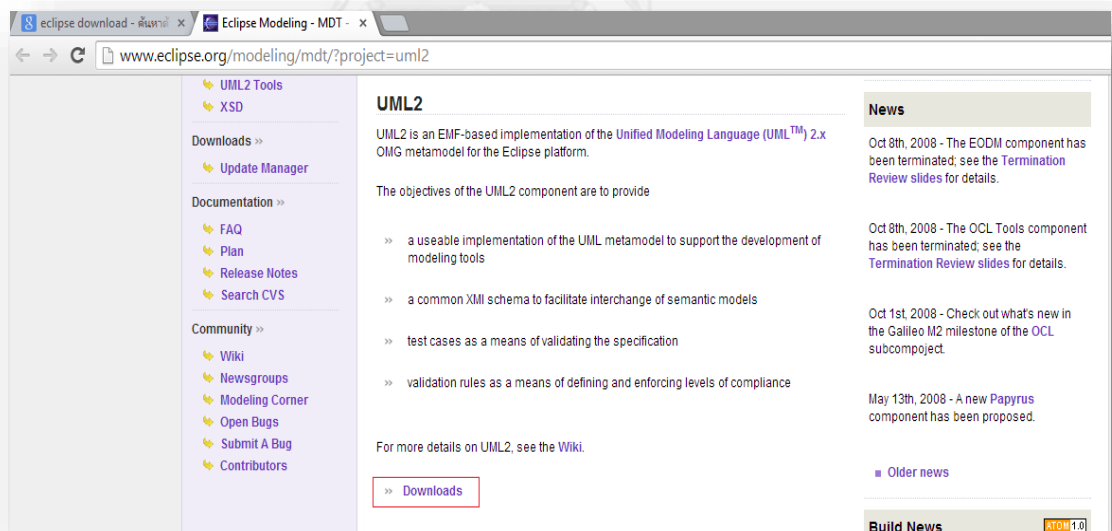 eclipse download - ค้นหาด้
Eclipse Modeling - MDT -
www.eclipse.org/modeling/mdt/?project=uml2
UML2 Tools
XSD
Downloads »
Update Manager
Documentation »
FAQ
Plan
Release Notes
Search CVS
Community »
Wiki
Newsgroups
Modeling Corner
Open Bugs
Submit A Bug
Contributors
UML2
UML2 is an EMF-based implementation of the Unified Modeling Language (UML™) 2.x
OMG metamodel for the Eclipse platform.
The objectives of the UML2 component are to provide
» a useable implementation of the UML metamodel to support the development of
modeling tools
» a common XMI schema to facilitate interchange of semantic models
» test cases as a means of validating the specification
» validation rules as a means of defining and enforcing levels of compliance
For more details on UML2, see the Wiki.
» Downloads
News
Oct 8th, 2008 - The EODM component has
been terminated; see the Termination
Review slides for details.
Oct 8th, 2008 - The OCL Tools component
has been terminated; see the
Termination Review slides for details.
Oct 1st, 2008 - Check out what's new in
the Galileo M2 milestone of the OCL
subcompoject.
May 13th, 2008 - A new Papyrus
component has been proposed.
Older news
Build News
ATOM 1.0